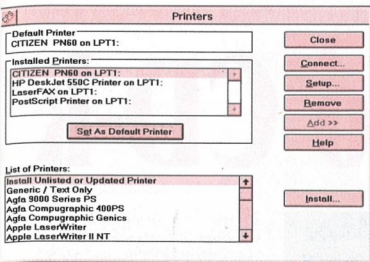 Printers
Default Printer
CITIZEN PN60 on LPT1:
Installed Printers:
CITIZEN PN60 on LPT1:
HP DeskJet 550C Printer on LPT1:
LaserFAX on LPT1:
PostScript Printer on LPT1:
Set As Default Printer
Close
Connect...
Setup...
Remove
Add >>
Help
List of Printers:
Install Unlisted or Updated Printer
Generic / Text Only
Agfa 9000 Series PS
Agfa Compugraphic 400PS
Agfa Compugraphic Genics
Apple LaserWriter
Apple LaserWriter II NT
Install...